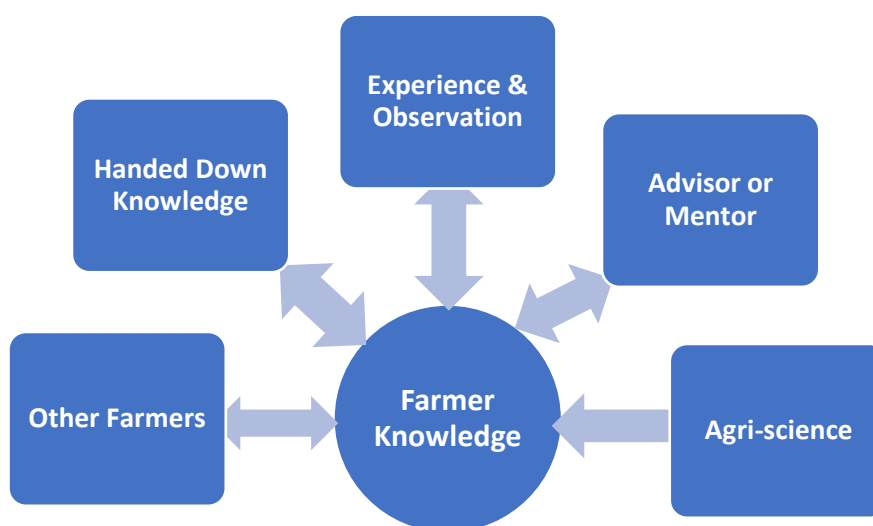 Experience &
Observation
Handed Down
Knowledge
Advisor or
Mentor
Other Farmers
Farmer
Knowledge
Agri-science